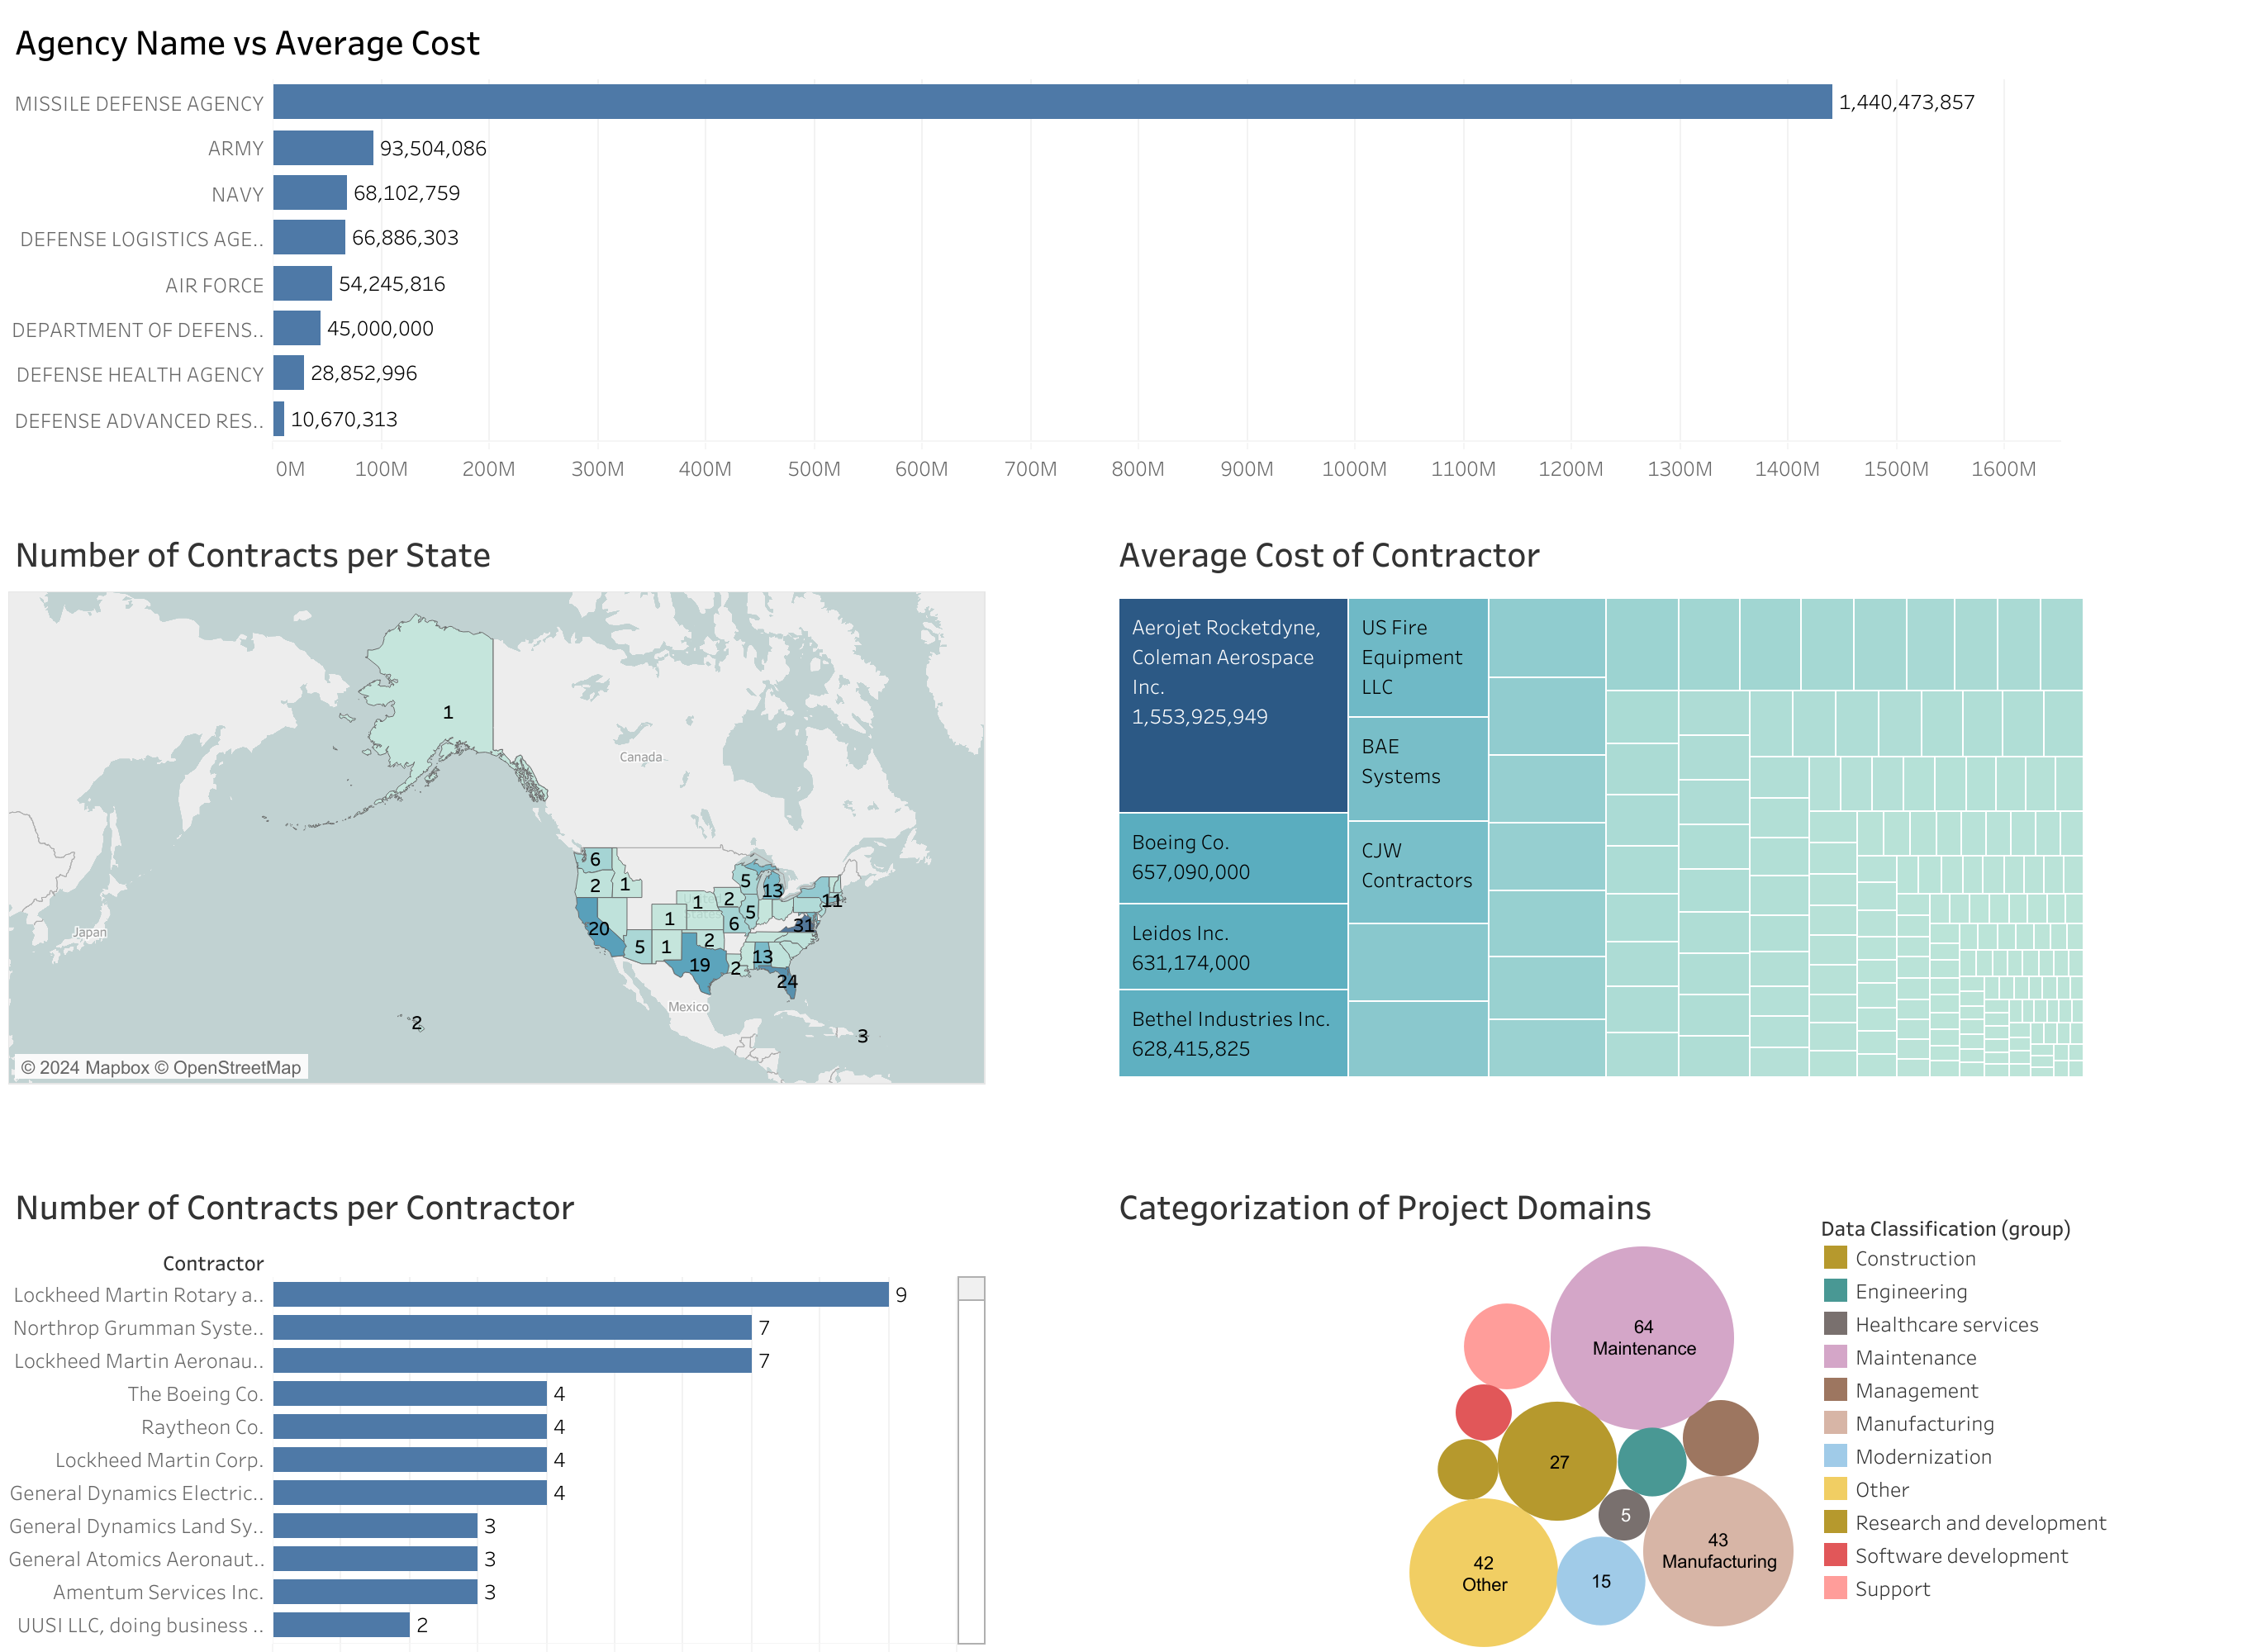 Agency Name vs Average Cost
MISSILE DEFENSE AGENCY 1,440,473,857
ARMY 93,504,086
NAVY 68,102,759
DEFENSE LOGISTICS AGE.. 66,886,303
AIR FORCE 54,245,816
DEPARTMENT OF DEFENS.. 45,000,000
DEFENSE HEALTH AGENCY 28,852,996
DEFENSE ADVANCED RES.. 10,670,313
0M 100M 200M 300M 400M 500M 600M 700M 800M 900M 1000M 1100M 1200M 1300M 1400M 1500M 1600M
Number of Contracts per State
1
Canada
6
2 1
5
13
2
1
11
5
1
6
31
20
2
5 1
13
19
2
24
Japan
Mexico
2
3
© 2024 Mapbox © OpenStreetMap
Average Cost of Contractor
Aerojet Rocketdyne,
Coleman Aerospace
Inc.
1,553,925,949
Boeing Co.
657,090,000
Leidos Inc.
631,174,000
Bethel Industries Inc.
628,415,825
US Fire
Equipment
LLC
BAE
Systems
CJW
Contractors
Number of Contracts per Contractor
Contractor
Lockheed Martin Rotary a.. 9
Northrop Grumman Syste.. 7
Lockheed Martin Aeronau.. 7
The Boeing Co. 4
Raytheon Co. 4
Lockheed Martin Corp. 4
General Dynamics Electric.. 4
General Dynamics Land Sy.. 3
General Atomics Aeronaut.. 3
Amentum Services Inc. 3
UUSI LLC, doing business .. 2
Categorization of Project Domains
64
Maintenance
27
5
43
Manufacturing
42
Other
15
Data Classification (group)
Construction
Engineering
Healthcare services
Maintenance
Management
Manufacturing
Modernization
Other
Research and development
Software development
Support